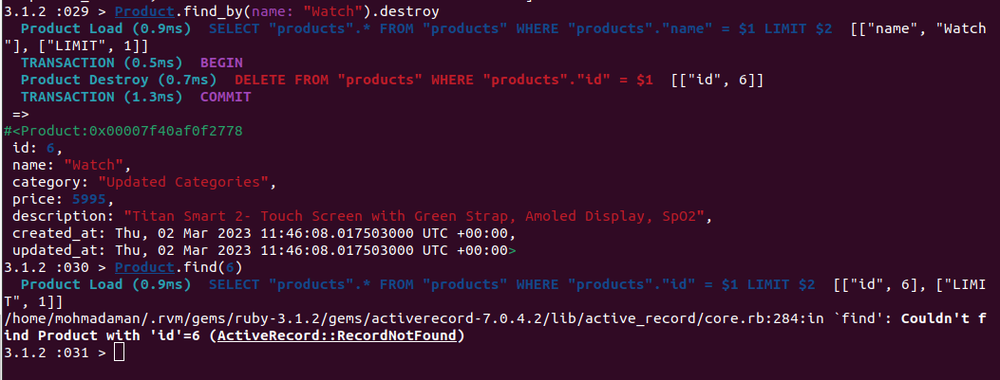 3.1.2 :029 > Product.find_by(name: "Watch").destroy
  Product Load (0.9ms)  SELECT "products".* FROM "products" WHERE "products"."name" = $1 LIMIT $2  [["name", "Watch
"], ["LIMIT", 1]]
  TRANSACTION (0.5ms)  BEGIN
  Product Destroy (0.7ms)  DELETE FROM "products" WHERE "products"."id" = $1  [["id", 6]]
  TRANSACTION (1.3ms)  COMMIT
 =>
#<Product:0x00007f40af0f2778
 id: 6,
 name: "Watch",
 category: "Updated Categories",
 price: 5995,
 description: "Titan Smart 2- Touch Screen with Green Strap, Amoled Display, SpO2",
 created_at: Thu, 02 Mar 2023 11:46:08.017503000 UTC +00:00,
 updated_at: Thu, 02 Mar 2023 11:46:08.017503000 UTC +00:00>
3.1.2 :030 > Product.find(6)
  Product Load (0.9ms)  SELECT "products".* FROM "products" WHERE "products"."id" = $1 LIMIT $2  [["id", 6], ["LIMI
T", 1]]
/home/mohmadaman/.rvm/gems/ruby-3.1.2/gems/activerecord-7.0.4.2/lib/active_record/core.rb:284:in `find': Couldn't f
ind Product with 'id'=6 (ActiveRecord::RecordNotFound)
3.1.2 :031 >